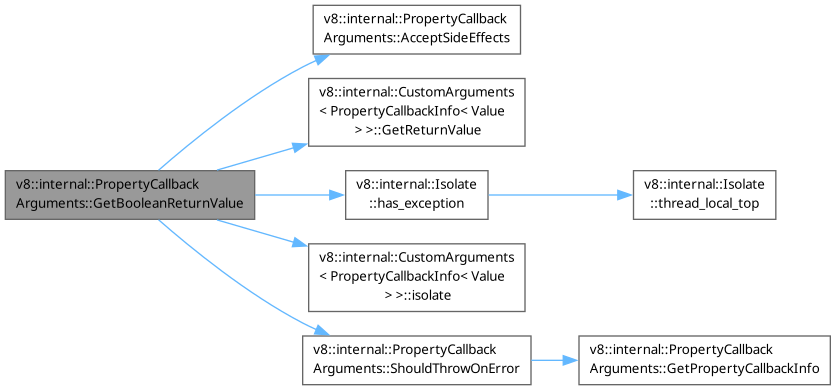 v8::internal::PropertyCallback
Arguments::AcceptSideEffects
v8::internal::CustomArguments
< PropertyCallbackInfo< Value
> >::GetReturnValue
v8::internal::PropertyCallback
Arguments::GetBooleanReturnValue
v8::internal::Isolate
::has_exception
v8::internal::Isolate
::thread_local_top
v8::internal::CustomArguments
< PropertyCallbackInfo< Value
> >::isolate
v8::internal::PropertyCallback
Arguments::ShouldThrowOnError
v8::internal::PropertyCallback
Arguments::GetPropertyCallbackInfo